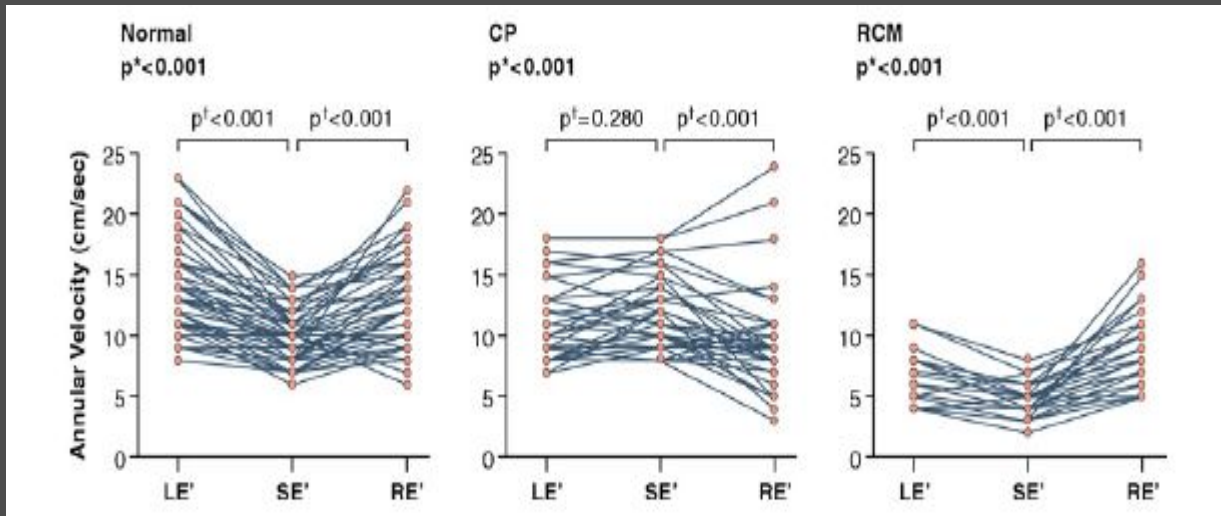 Normal
p*<0.001
p†<0.001 p†<0.001
Annular Velocity (cm/sec)
25
20
15
10
5
0
LE' SE' RE'
CP
p*<0.001
p†=0.280 p†<0.001
25
20
15
10
5
0
LE' SE' RE'
RCM
p*<0.001
p†<0.001 p†<0.001
25
20
15
10
5
0
LE' SE' RE'